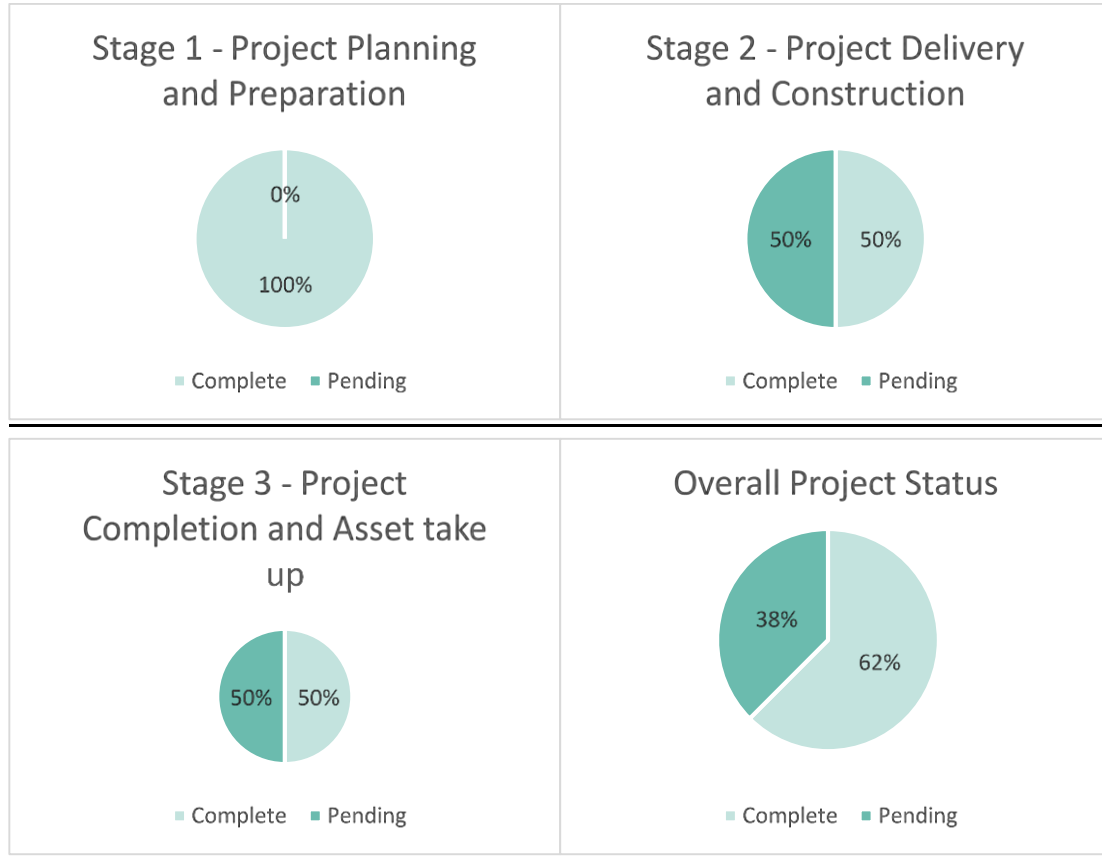 Stage 1 - Project Planning
and Preparation
0%
100%
Complete Pending
Stage 2 - Project Delivery
and Construction
50% 50%
Complete Pending
Stage 3 - Project
Completion and Asset take
up
50% 50%
Complete Pending
Overall Project Status
38%
62%
Complete Pending